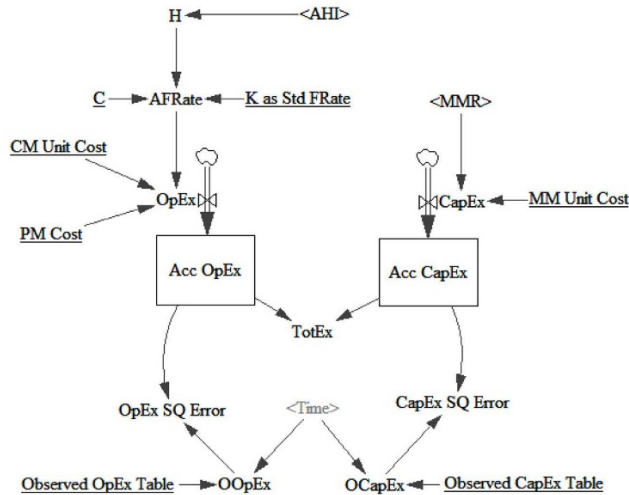 H <AHI>
C AFRate K as Std FRate
<MMR>
CM Unit Cost
OpEx CapEx MM Unit Cost
PM Cost
Acc OpEx Acc CapEx
TotEx
OpEx SQ Error <Time> CapEx SQ Error
Observed OpEx Table OOpEx OCapEx Observed CapEx Table